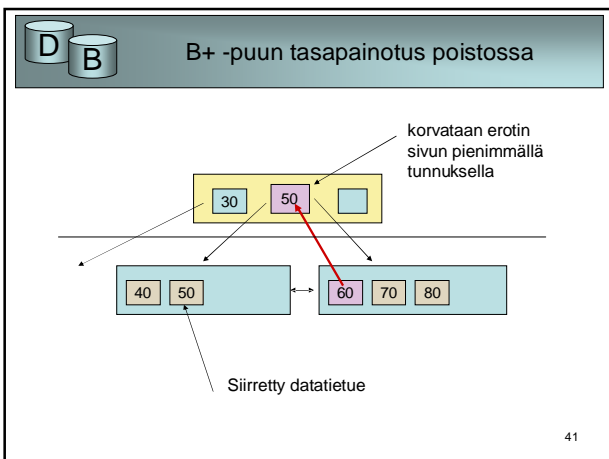 D
B
B+ -puun tasapainotus poistossa
korvataan erotin
sivun pienimmällä
tunnuksella
30
50
40
50
60
70
80
Siirretty datatietue
41